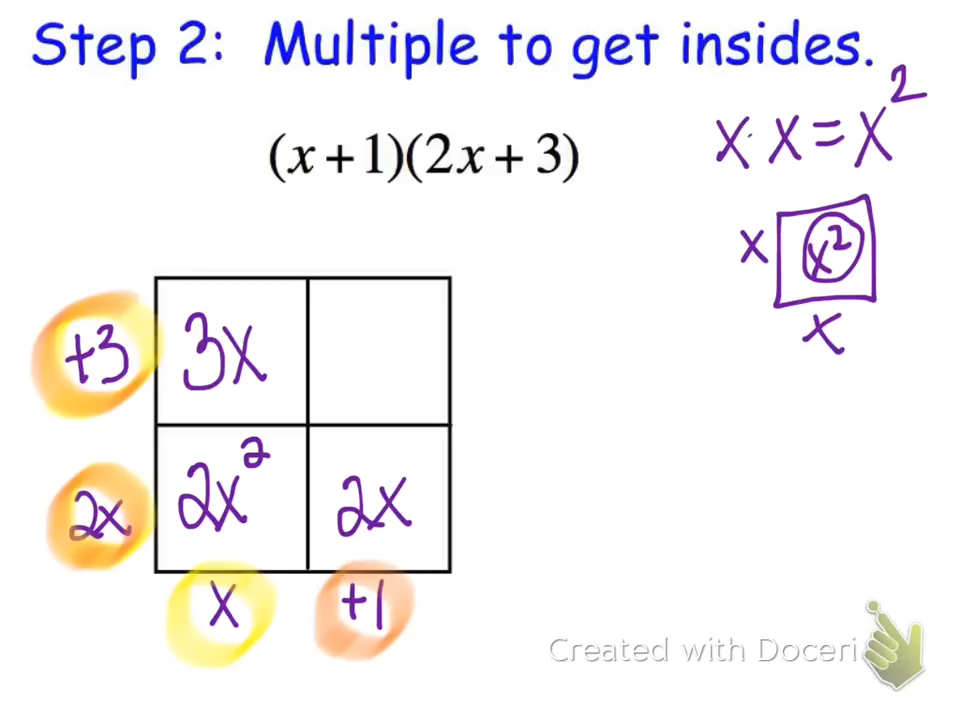 Step 2: Multiple to get insides.
x · x = x²
(x + 1)(2x + 3)
x x²
x
+3 3x
2x 2x² 2x
x +1
Created with Doceri